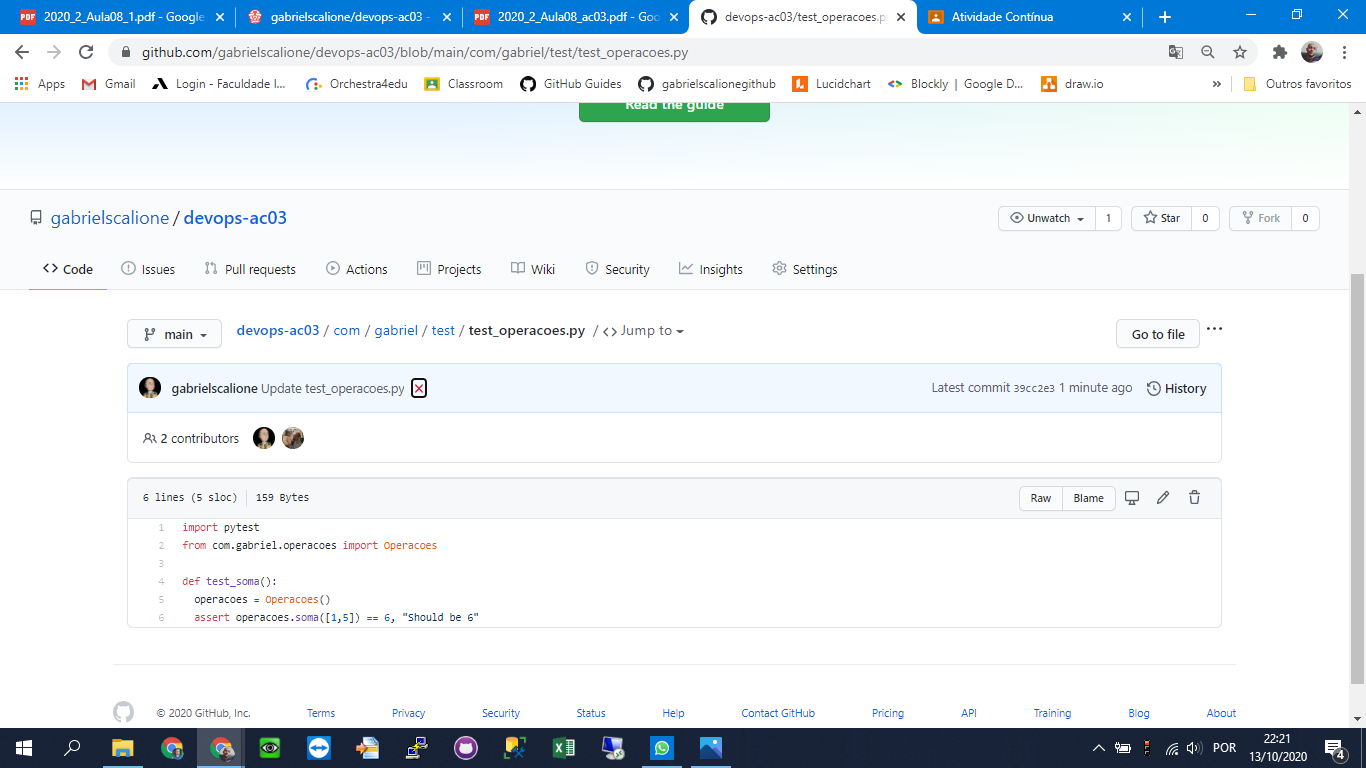 2020_2_Aula08_1.pdf - Google
gabrielscalione/devops-ac03 -
2020_2_Aula08_ac03.pdf - Goo
devops-ac03/test_operacoes.p
Atividade Contínua
github.com/gabrielscalione/devops-ac03/blob/main/com/gabriel/test/test_operacoes.py
Apps Gmail Login - Faculdade I... Orchestra4edu Classroom GitHub Guides gabrielscalionegithub Lucidchart Blockly | Google D... draw.io » Outros favoritos
Read the guide
gabrielscalione / devops-ac03
Unwatch 1 Star 0 Fork 0
Code Issues Pull requests Actions Projects Wiki Security Insights Settings
main devops-ac03 / com / gabriel / test / test_operacoes.py / <> Jump to Go to file ...
gabrielscalione Update test_operacoes.py Latest commit 39cc2e3 1 minute ago History
2 contributors
6 lines (5 sloc) 159 Bytes Raw Blame
1 import pytest
2 from com.gabriel.operacoes import Operacoes
3
4 def test_soma():
5 operacoes = Operacoes()
6 assert operacoes.soma([1,5]) == 6, "Should be 6"
© 2020 GitHub, Inc. Terms Privacy Security Status Help Contact GitHub Pricing API Training Blog About
POR 22:21
13/10/2020 4